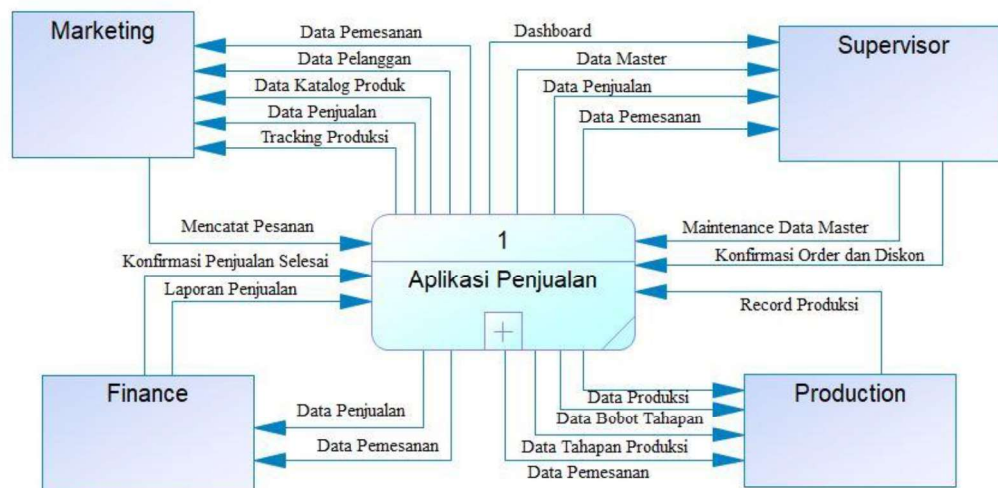 Marketing
Data Pemesanan
Data Pelanggan
Data Katalog Produk
Data Penjualan
Tracking Produksi
Dashboard
Data Master
Data Penjualan
Data Pemesanan
Supervisor
Mencatat Pesanan
Konfirmasi Penjualan Selesai
Laporan Penjualan
1
Aplikasi Penjualan
Maintenance Data Master
Konfirmasi Order dan Diskon
Record Produksi
Finance
Data Penjualan
Data Pemesanan
Data Produksi
Data Bobot Tahapan
Data Tahapan Produksi
Data Pemesanan
Production